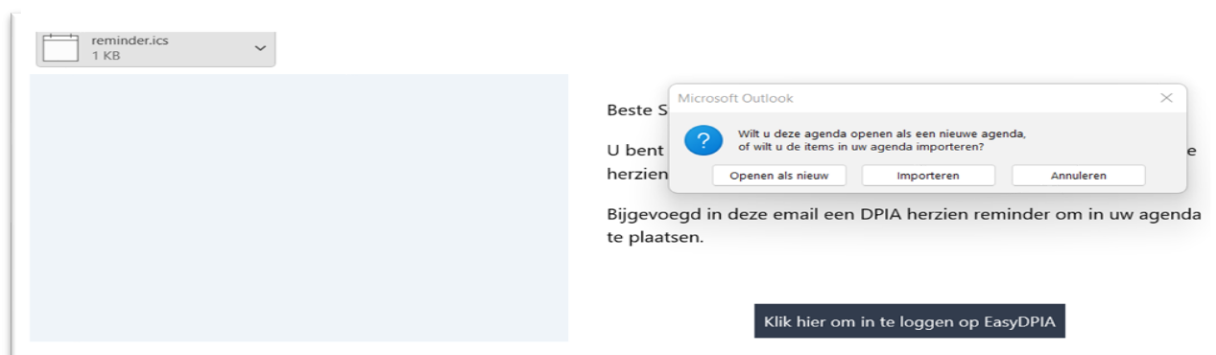 reminder.ics
1 KB
Microsoft Outlook
Wilt u deze agenda openen als een nieuwe agenda,
of wilt u de items in uw agenda importeren?
Openen als nieuw Importeren Annuleren
Beste
U bent
herzien
Bijgevoegd in deze email een DPIA herzien reminder om in uw agenda
te plaatsen.
Klik hier om in te loggen op EasyDPIA